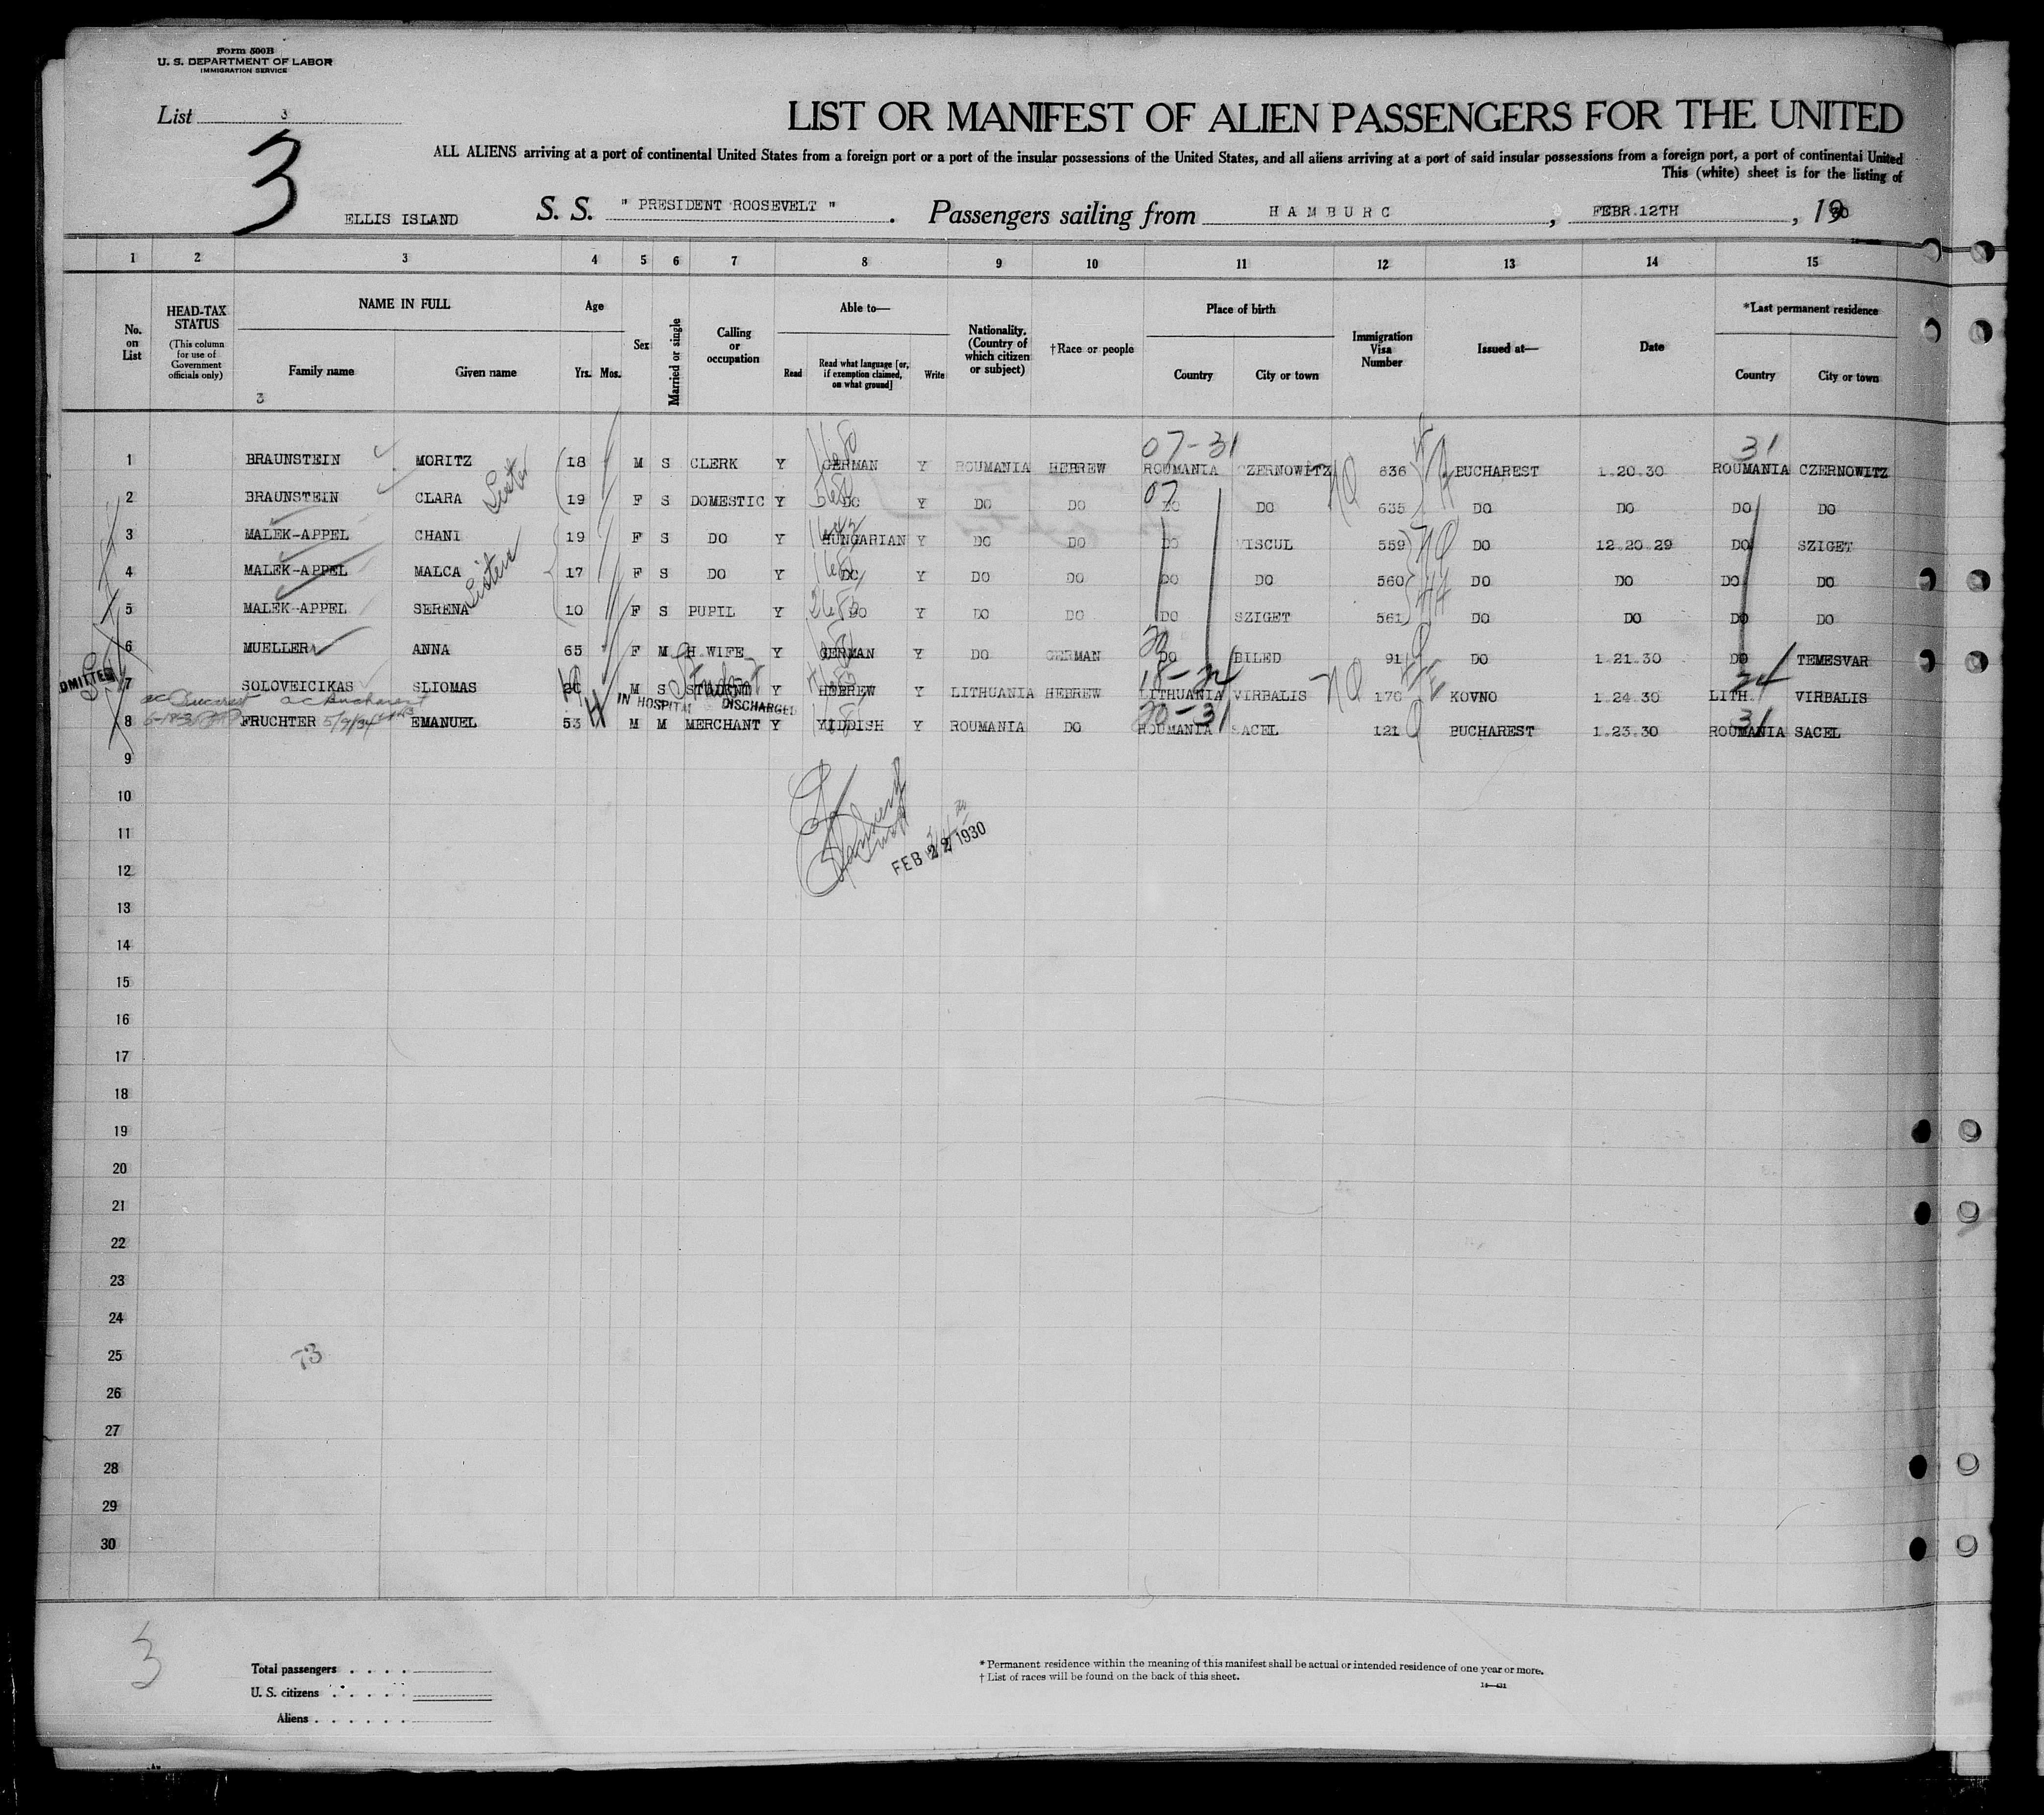 Form 500B
U. S. DEPARTMENT OF LABOR
IMMIGRATION SERVICE
List 3
3
LIST OR MANIFEST OF ALIEN PASSENGERS FOR THE UNITED
ALL ALIENS arriving at a port of continental United States from a foreign port or a port of the insular possessions of the United States, and all aliens arriving at a port of said insular possessions from a foreign port, a port of continental United
This (white) sheet is for the listing of
ELLIS ISLAND S. S. " PRESIDENT ROOSEVELT " . Passengers sailing from HAMBURG , FEBR.12TH , 1930
1 2 3 4 5 6 7 8 9 10 11 12 13 14 15
No. on List
HEAD-TAX STATUS
(This column for use of Government officials only)
NAME IN FULL
Family name Given name
3
Age
Yrs. Mos.
Sex
Married or single
Calling or occupation
Able to—
Read Read what language [or, if exemption claimed, on what ground] Write
Nationality. (Country of which citizen or subject)
†Race or people
Place of birth
Country City or town
Immigration Visa Number
Issued at—
Date
*Last permanent residence
Country City or town
07-31 31
1 BRAUNSTEIN MORITZ 18 M S CLERK Y GERMAN Y ROUMANIA HEBREW ROUMANIA CZERNOWITZ 636 BUCHAREST 1.20.30 ROUMANIA CZERNOWITZ
Sister
2 BRAUNSTEIN CLARA 19 F S DOMESTIC Y DO Y DO DO DO DO 635 DO DO DO DO
3 MALEK-APPEL CHANI 19 F S DO Y HUNGARIAN Y DO DO DO VISCUL 559 DO 12.20.29 DO SZIGET
Sisters
4 MALEK-APPEL MALCA 17 F S DO Y DO Y DO DO DO DO 560 DO DO DO DO
5 MALEK-APPEL SERENA 10 F S PUPIL Y DO Y DO DO DO SZIGET 561 DO DO DO DO
6 MUELLER ANNA 65 F M H.WIFE Y GERMAN Y DO GERMAN DO BILED 91 DO 1.21.30 DO TEMESVAR
ADMITTED
7 SOLOVEICIKAS SLIOMAS M S STUDENT Y HEBREW Y LITHUANIA HEBREW LITHUANIA VIRBALIS 176 KOVNO 1.24.30 LITH. VIRBALIS
Student
IN HOSPITAL DISCHARGED
ac Bucarest ac Bucharest
20-31 31
8 FRUCHTER 5/9/34 EMANUEL 53 M M MERCHANT Y YIDDISH Y ROUMANIA DO ROUMANIA SACEL 121 BUCHAREST 1.23.30 ROUMANIA SACEL
9
10
11
FEB 22 1930
12
13
14
15
16
17
18
19
20
21
22
23
24
25
73
26
27
28
29
30
3
Total passengers
U. S. citizens
Aliens
*Permanent residence within the meaning of this manifest shall be actual or intended residence of one year or more.
†List of races will be found on the back of this sheet.